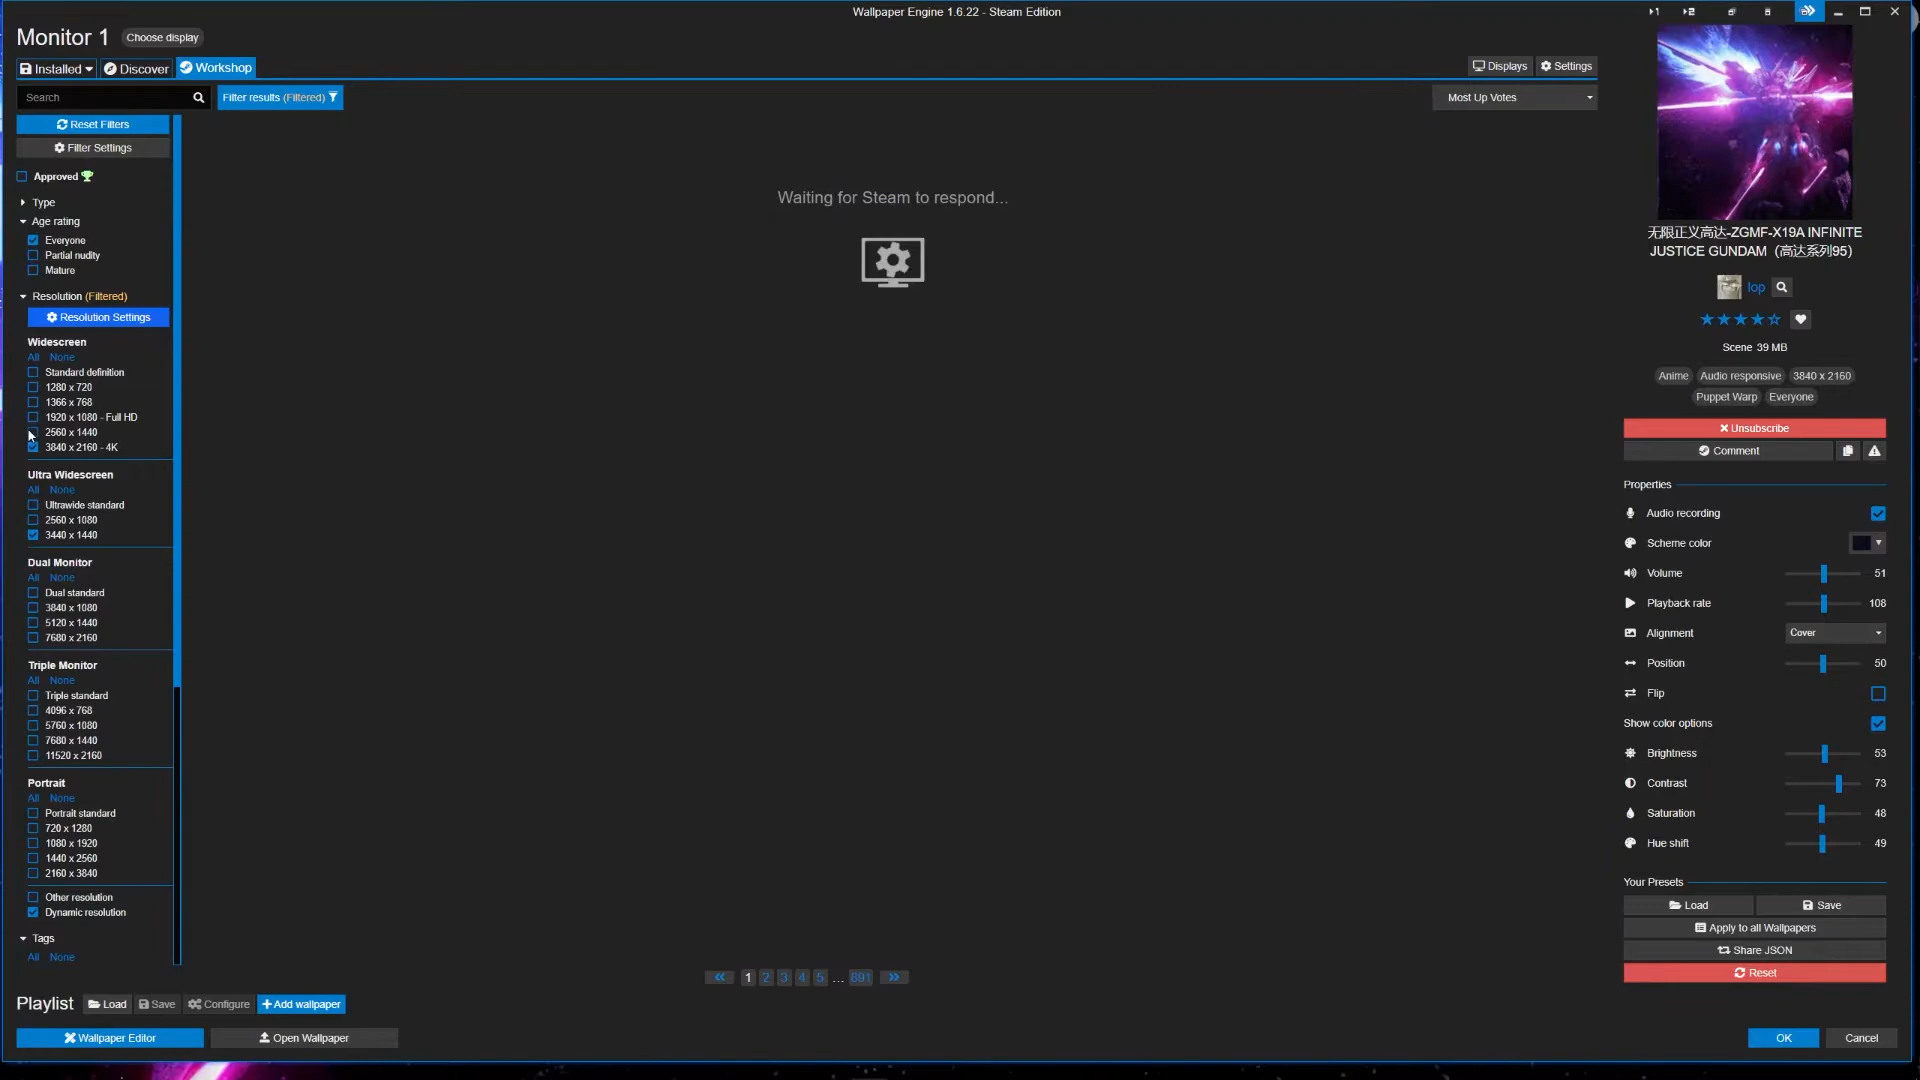 Wallpaper Engine 1.6.22 - Steam Edition
Monitor 1
Choose display
Installed
Discover
Workshop
Displays
Settings
Search
Filter results (Filtered)
Most Up Votes
Reset Filters
Filter Settings
Approved
Type
Age rating
Everyone
Partial nudity
Mature
Resolution (Filtered)
Resolution Settings
Widescreen
All None
Standard definition
1280 x 720
1366 x 768
1920 x 1080 - Full HD
2560 x 1440
3840 x 2160 - 4K
Ultra Widescreen
All None
Ultrawide standard
2560 x 1080
3440 x 1440
Dual Monitor
All None
Dual standard
3840 x 1080
5120 x 1440
7680 x 2160
Triple Monitor
All None
Triple standard
4096 x 768
5760 x 1080
7680 x 1440
11520 x 2160
Portrait
All None
Portrait standard
720 x 1280
1080 x 1920
1440 x 2560
2160 x 3840
Other resolution
Dynamic resolution
Tags
All None
Waiting for Steam to respond...
« 1 2 3 4 5 ... 891 »
Playlist
Load
Save
Configure
Add wallpaper
Wallpaper Editor
Open Wallpaper
无限正义高达-ZGMF-X19A INFINITE
JUSTICE GUNDAM（高达系列95）
lop
Scene 39 MB
Anime
Audio responsive
3840 x 2160
Puppet Warp
Everyone
Unsubscribe
Comment
Properties
Audio recording
Scheme color
Volume 51
Playback rate 108
Alignment Cover
Position 50
Flip
Show color options
Brightness 53
Contrast 73
Saturation 48
Hue shift 49
Your Presets
Load
Save
Apply to all Wallpapers
Share JSON
Reset
OK
Cancel